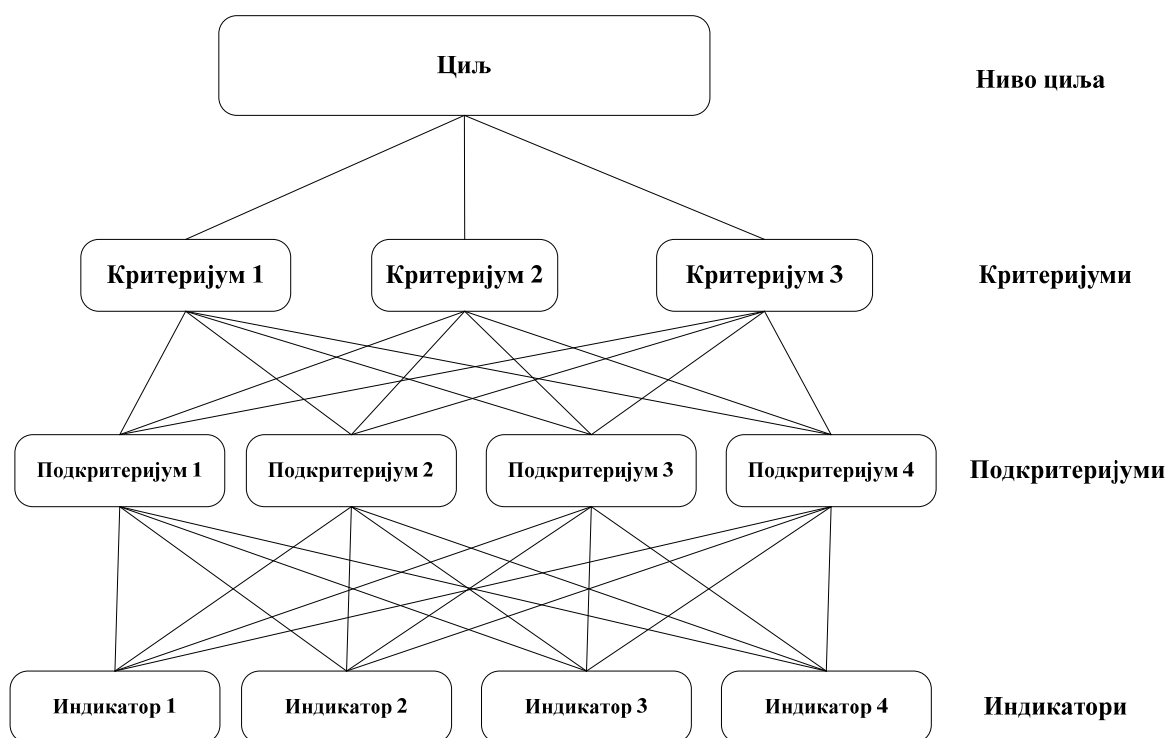 Циљ
Ниво циља
Критеријум 1
Критеријум 2
Критеријум 3
Критеријуми
Подкритеријум 1
Подкритеријум 2
Подкритеријум 3
Подкритеријум 4
Подкритеријуми
Индикатор 1
Индикатор 2
Индикатор 3
Индикатор 4
Индикатори